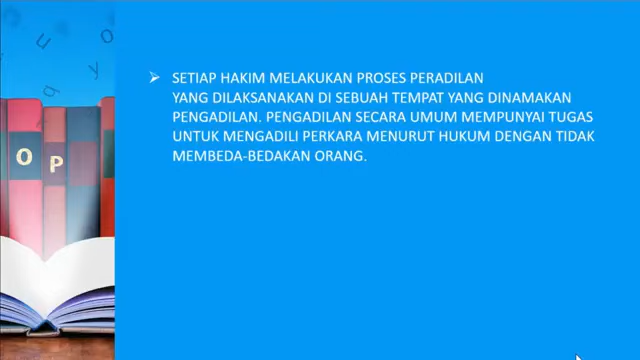 SETIAP HAKIM MELAKUKAN PROSES PERADILAN
YANG DILAKSANAKAN DI SEBUAH TEMPAT YANG DINAMAKAN
PENGADILAN. PENGADILAN SECARA UMUM MEMPUNYAI TUGAS
UNTUK MENGADILI PERKARA MENURUT HUKUM DENGAN TIDAK
MEMBEDA-BEDAKAN ORANG.
O P